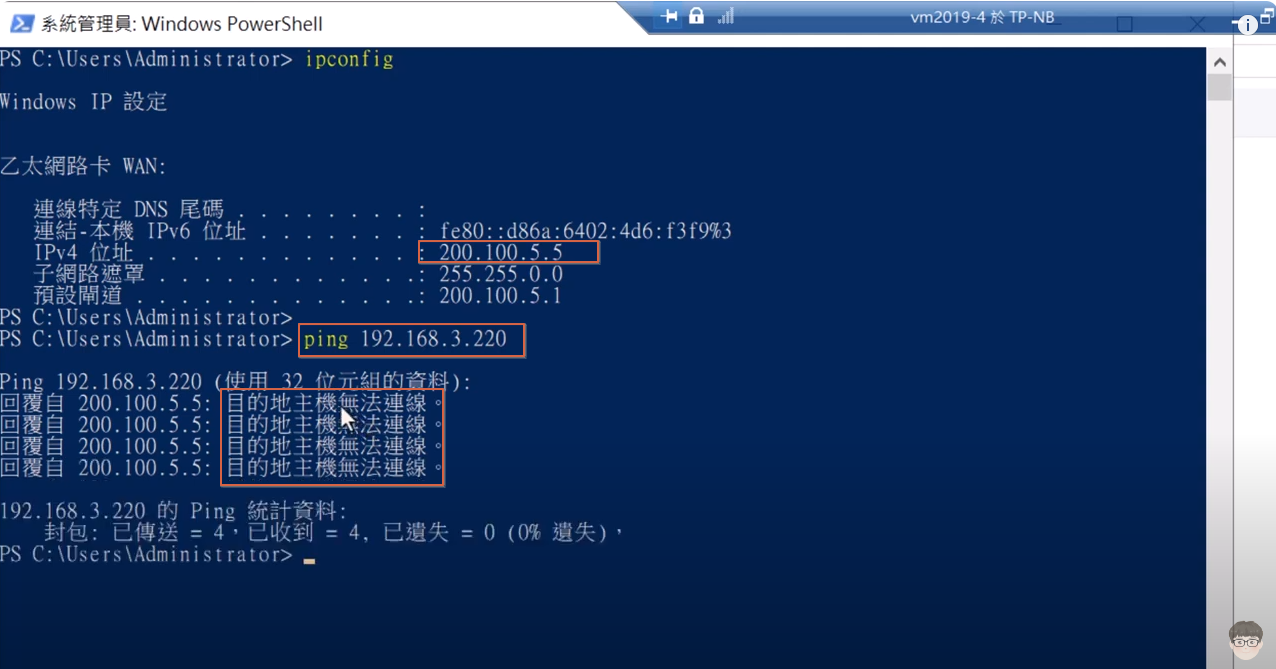 系統管理員: Windows PowerShell
vm2019-4 於 TP-NB
PS C:\Users\Administrator> ipconfig
Windows IP 設定
乙太網路卡 WAN:
連線特定 DNS 尾碼 . . . . . . . . :
連結-本機 IPv6 位址 . . . . . . . : fe80::d86a:6402:4d6:f3f9%3
IPv4 位址 . . . . . . . . . . . . : 200.100.5.5
子網路遮罩 . . . . . . . . . . . .: 255.255.0.0
預設閘道 . . . . . . . . . . . . .: 200.100.5.1
PS C:\Users\Administrator>
PS C:\Users\Administrator> ping 192.168.3.220
Ping 192.168.3.220 (使用 32 位元組的資料):
回覆自 200.100.5.5: 目的地主機無法連線。
回覆自 200.100.5.5: 目的地主機無法連線。
回覆自 200.100.5.5: 目的地主機無法連線。
回覆自 200.100.5.5: 目的地主機無法連線。
192.168.3.220 的 Ping 統計資料:
封包: 已傳送 = 4，已收到 = 4, 已遺失 = 0 (0% 遺失)，
PS C:\Users\Administrator>